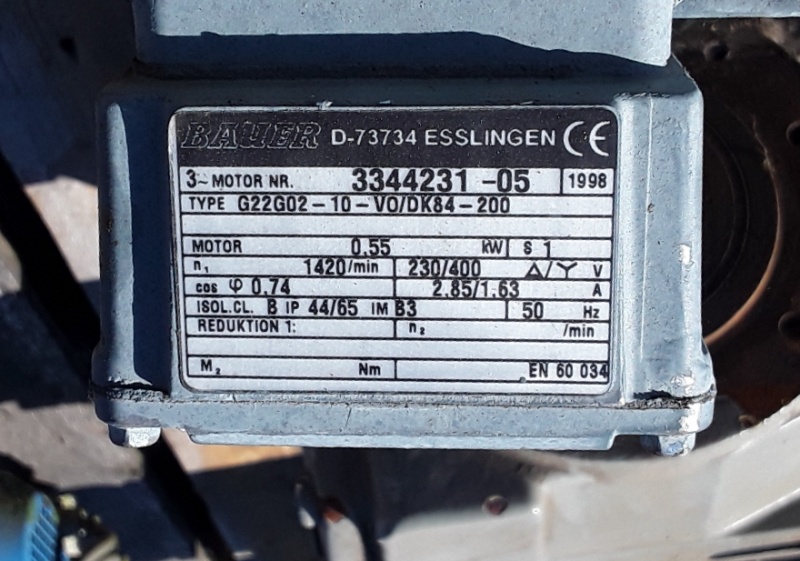 BAUER D-73734 ESSLINGEN CE
3~ MOTOR NR. 3344231-05 1998
TYPE G22G02-10-VO/DK84-200
MOTOR 0.55 kW S 1
n₁ 1420/min 230/400 △/Y V
cos φ 0.74 2.85/1.63 A
ISOL.CL. B IP 44/65 IM B3 50 Hz
REDUKTION 1: n₂ /min
M₂ Nm EN 60 034